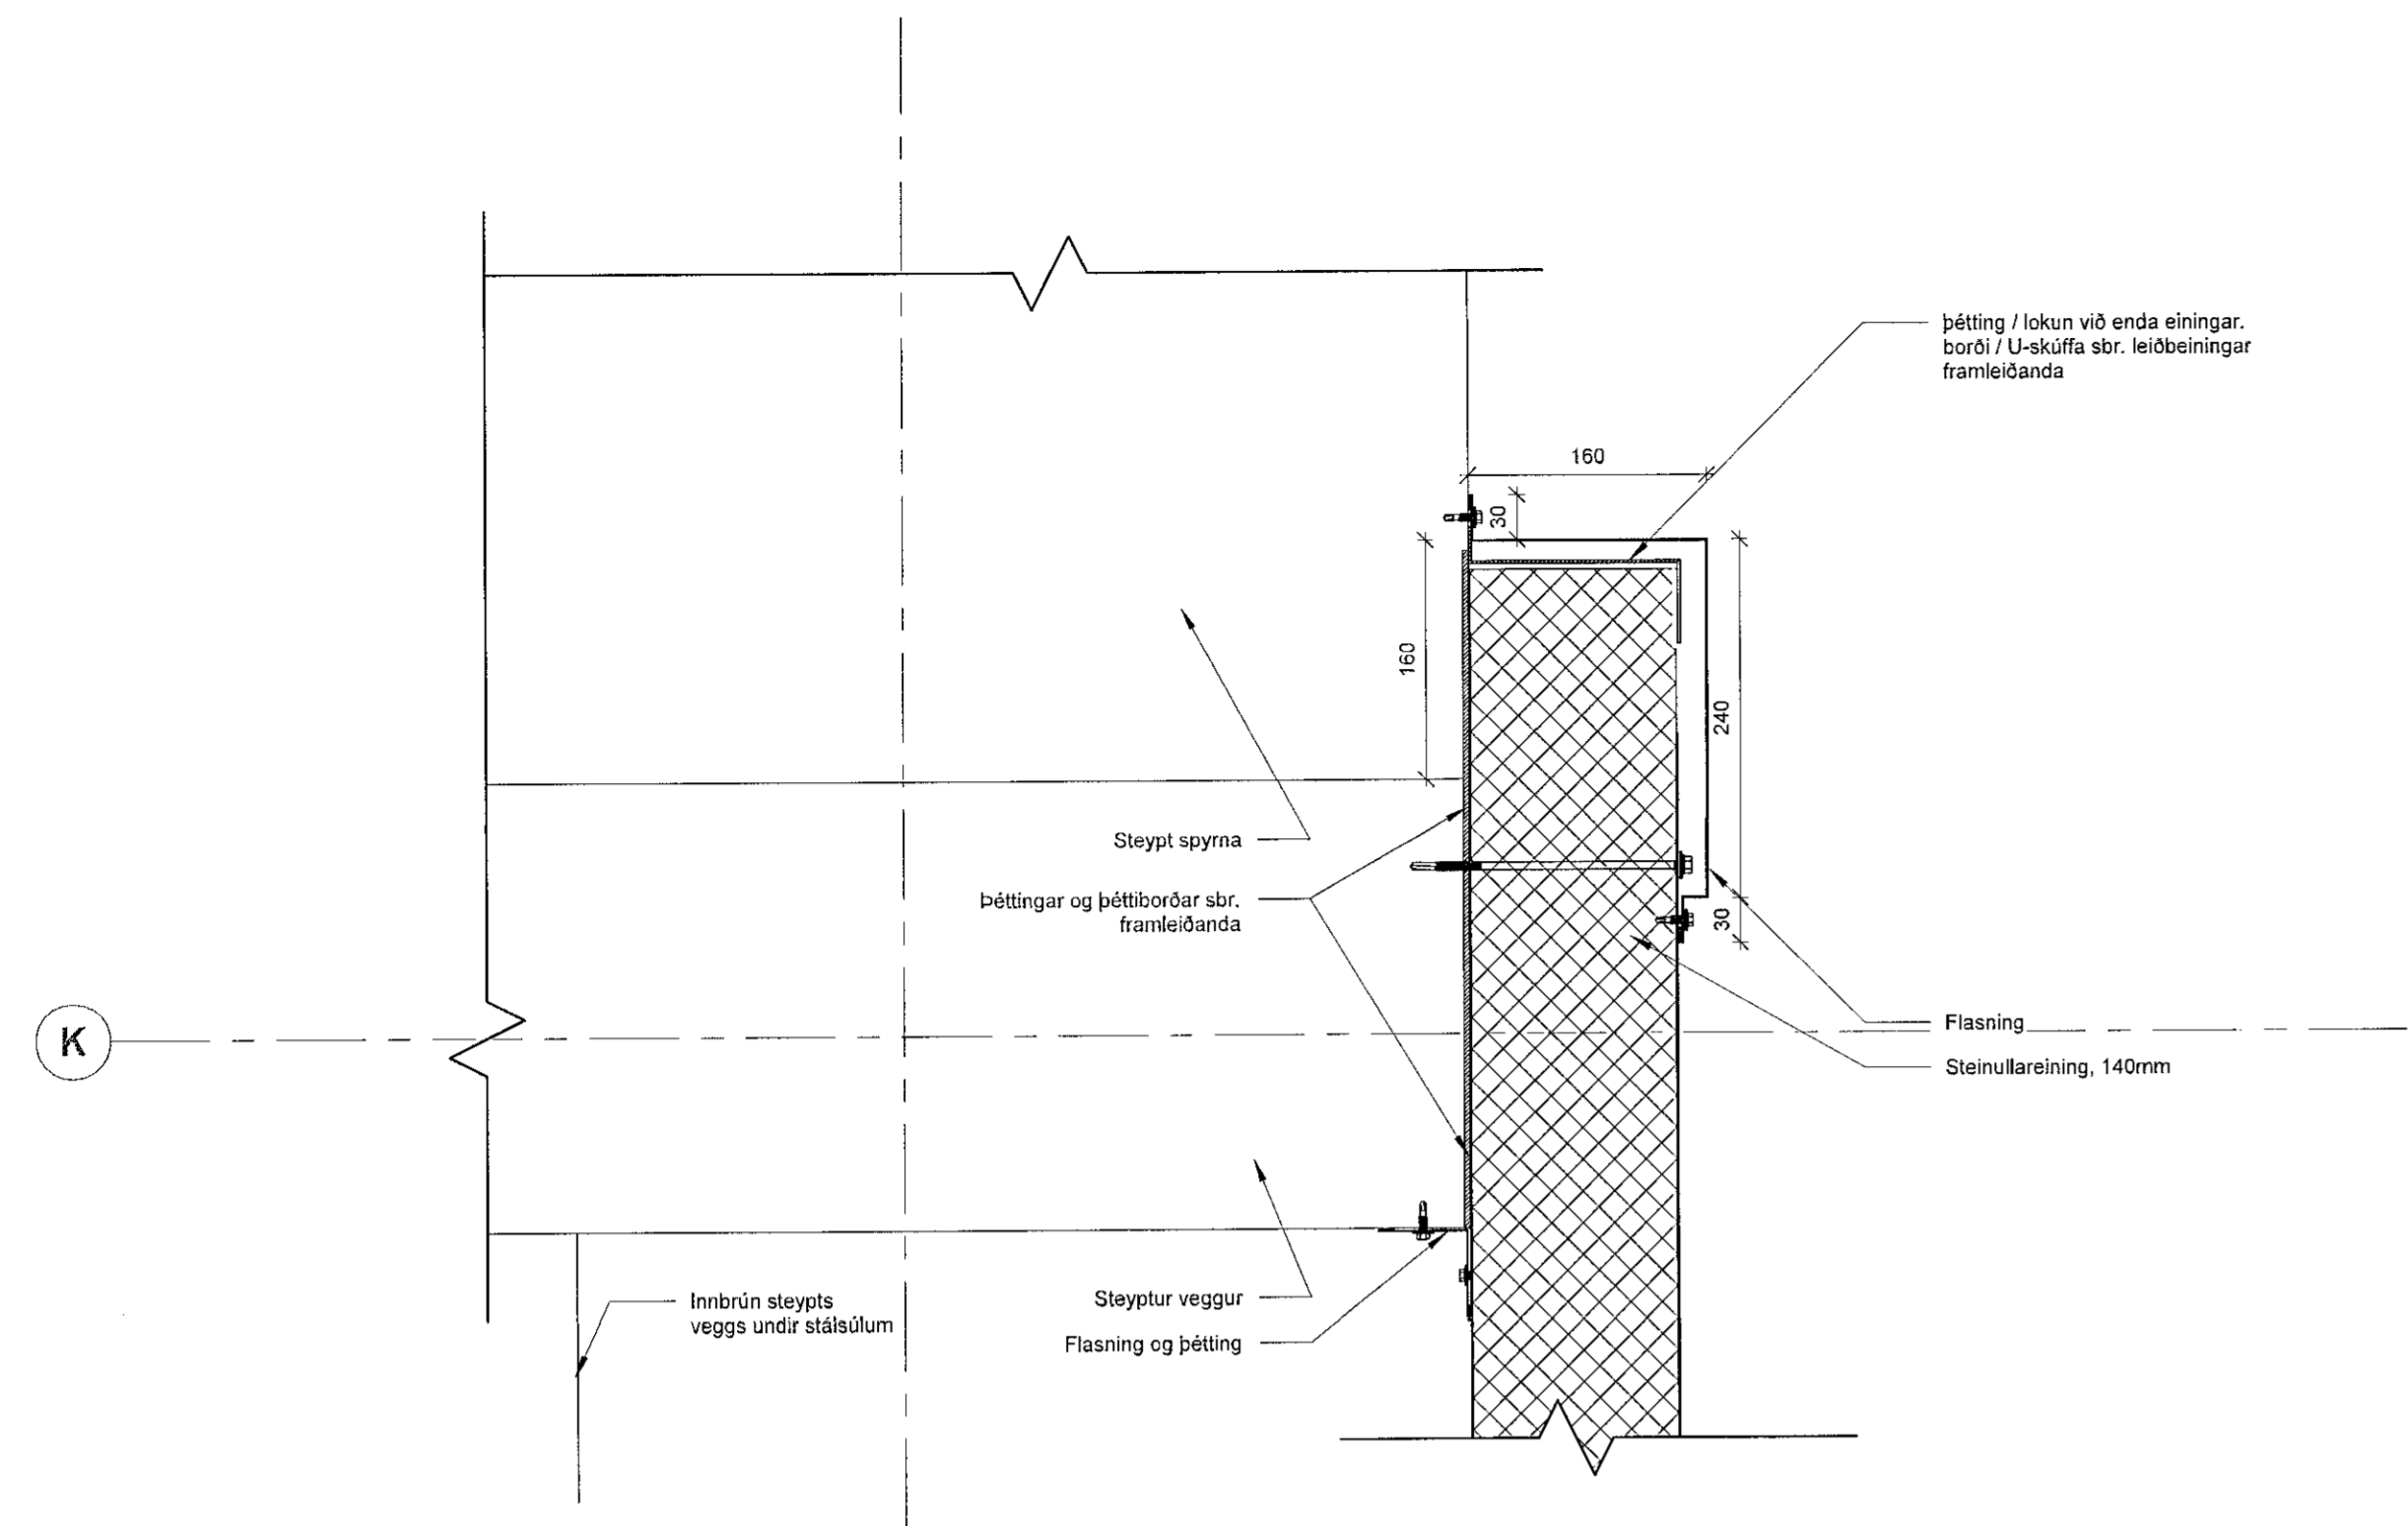 þétting / lokun við enda einingar.
borði / U-skúffa sbr. leiðbeiningar
framleiðanda
160
30
160
240
Steypt spyrna
Þéttingar og þéttiborðar sbr.
framleiðanda
30
K
Flasning
Steinullareining, 140mm
Innbrún steypts
veggs undir stálsúlum
Steyptur veggur
Flasning og þétting